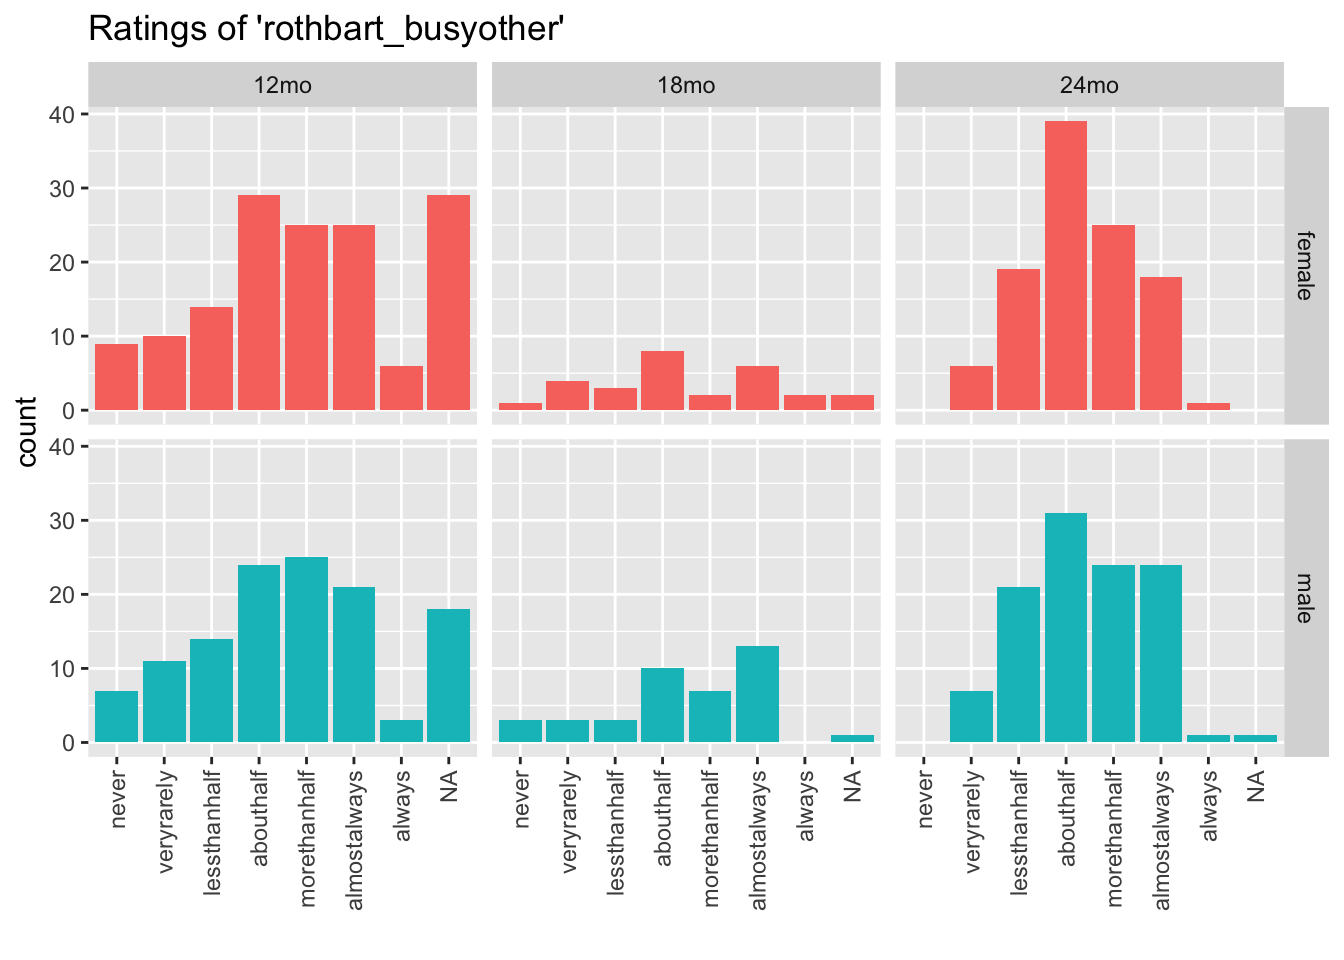 Ratings of 'rothbart_busyother'
12mo 18mo 24mo
40
30
20
10
0
female
count
40
30
20
10
0
male
never veryrarely lessthanhalf abouthalf morethanhalf almostalways always NA never veryrarely lessthanhalf abouthalf morethanhalf almostalways always NA never veryrarely lessthanhalf abouthalf morethanhalf almostalways always NA